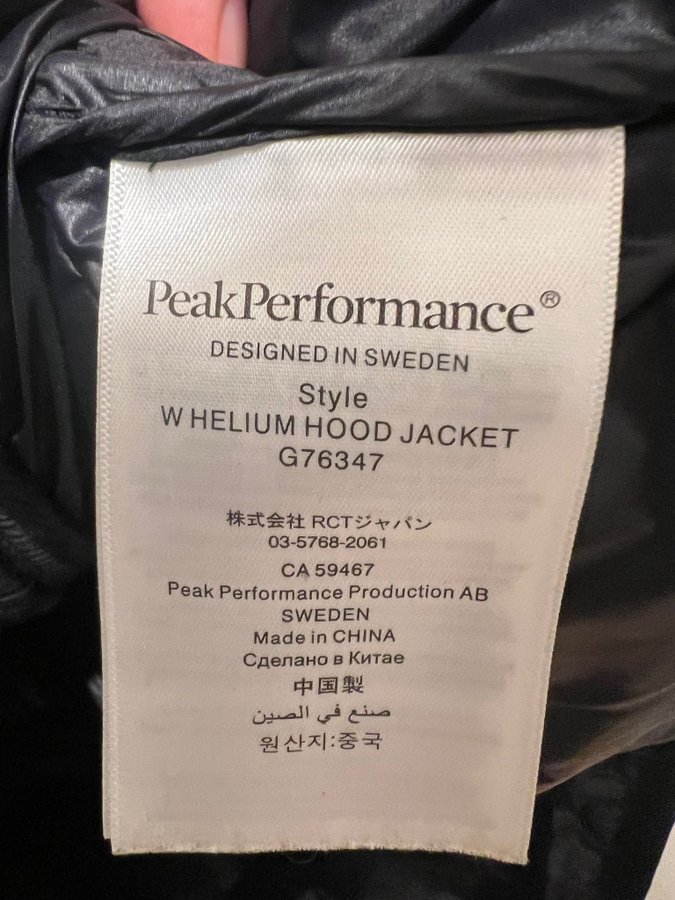 PeakPerformance®
DESIGNED IN SWEDEN
Style
W HELIUM HOOD JACKET
G76347
株式会社 RCTジャパン
03-5768-2061
CA 59467
Peak Performance Production AB
SWEDEN
Made in CHINA
Сделано в Китае
中国製
صنع في الصين
원산지:중국